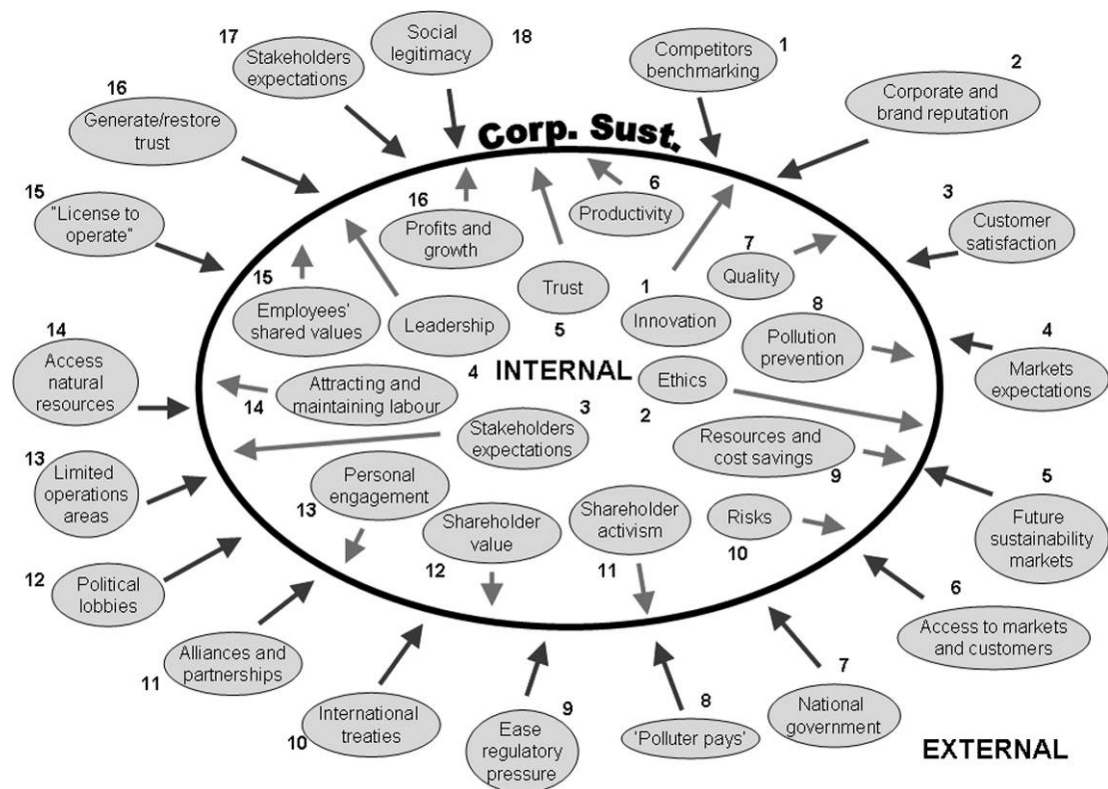 17
Stakeholders
expectations
Social
legitimacy
18
Competitors
benchmarking
1
2
Corporate and
brand reputation
16
Generate/restore
trust
Corp. Sust.
15
"License to
operate"
3
Customer
satisfaction
16
Profits and
growth
6
Productivity
7
Quality
15
Employees'
shared values
Leadership
4
Trust
5
1
Innovation
8
Pollution
prevention
4
Markets
expectations
14
Access
natural
resources
INTERNAL
Ethics
2
Attracting and
maintaining labour
14
3
Stakeholders
expectations
Resources and
cost savings
9
13
Limited
operations
areas
Personal
engagement
13
Shareholder
value
12
Shareholder
activism
11
Risks
10
5
Future
sustainability
markets
12
Political
lobbies
6
Access to markets
and customers
Alliances and
partnerships
11
International
treaties
10
9
Ease
regulatory
pressure
8
'Polluter pays'
7
National
government
EXTERNAL